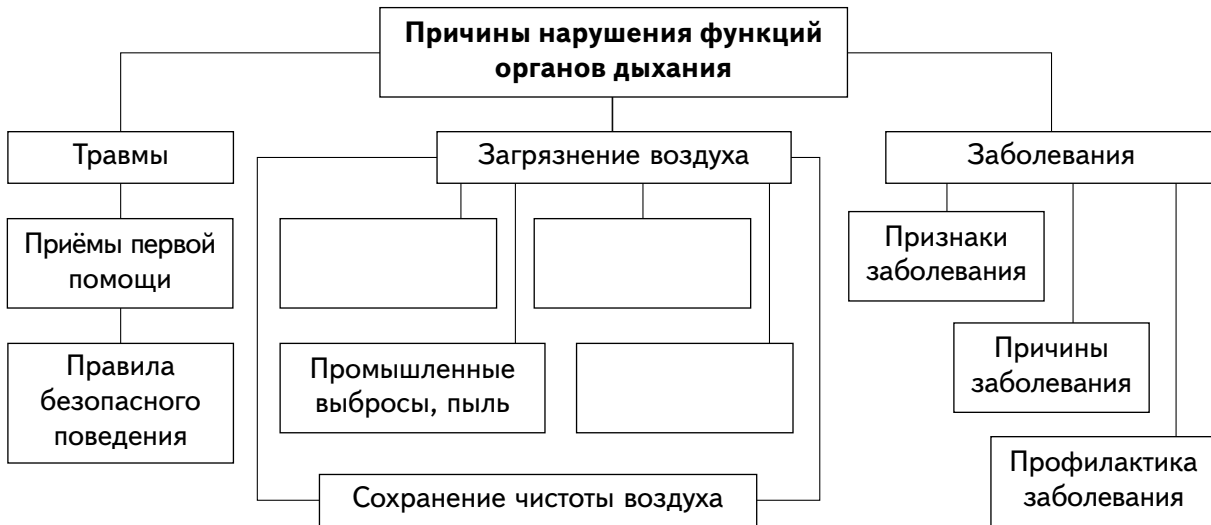 Причины нарушения функций
органов дыхания
Травмы
Загрязнение воздуха
Заболевания
Приёмы первой
помощи
Признаки
заболевания
Правила
безопасного
поведения
Промышленные
выбросы, пыль
Причины
заболевания
Профилактика
заболевания
Сохранение чистоты воздуха